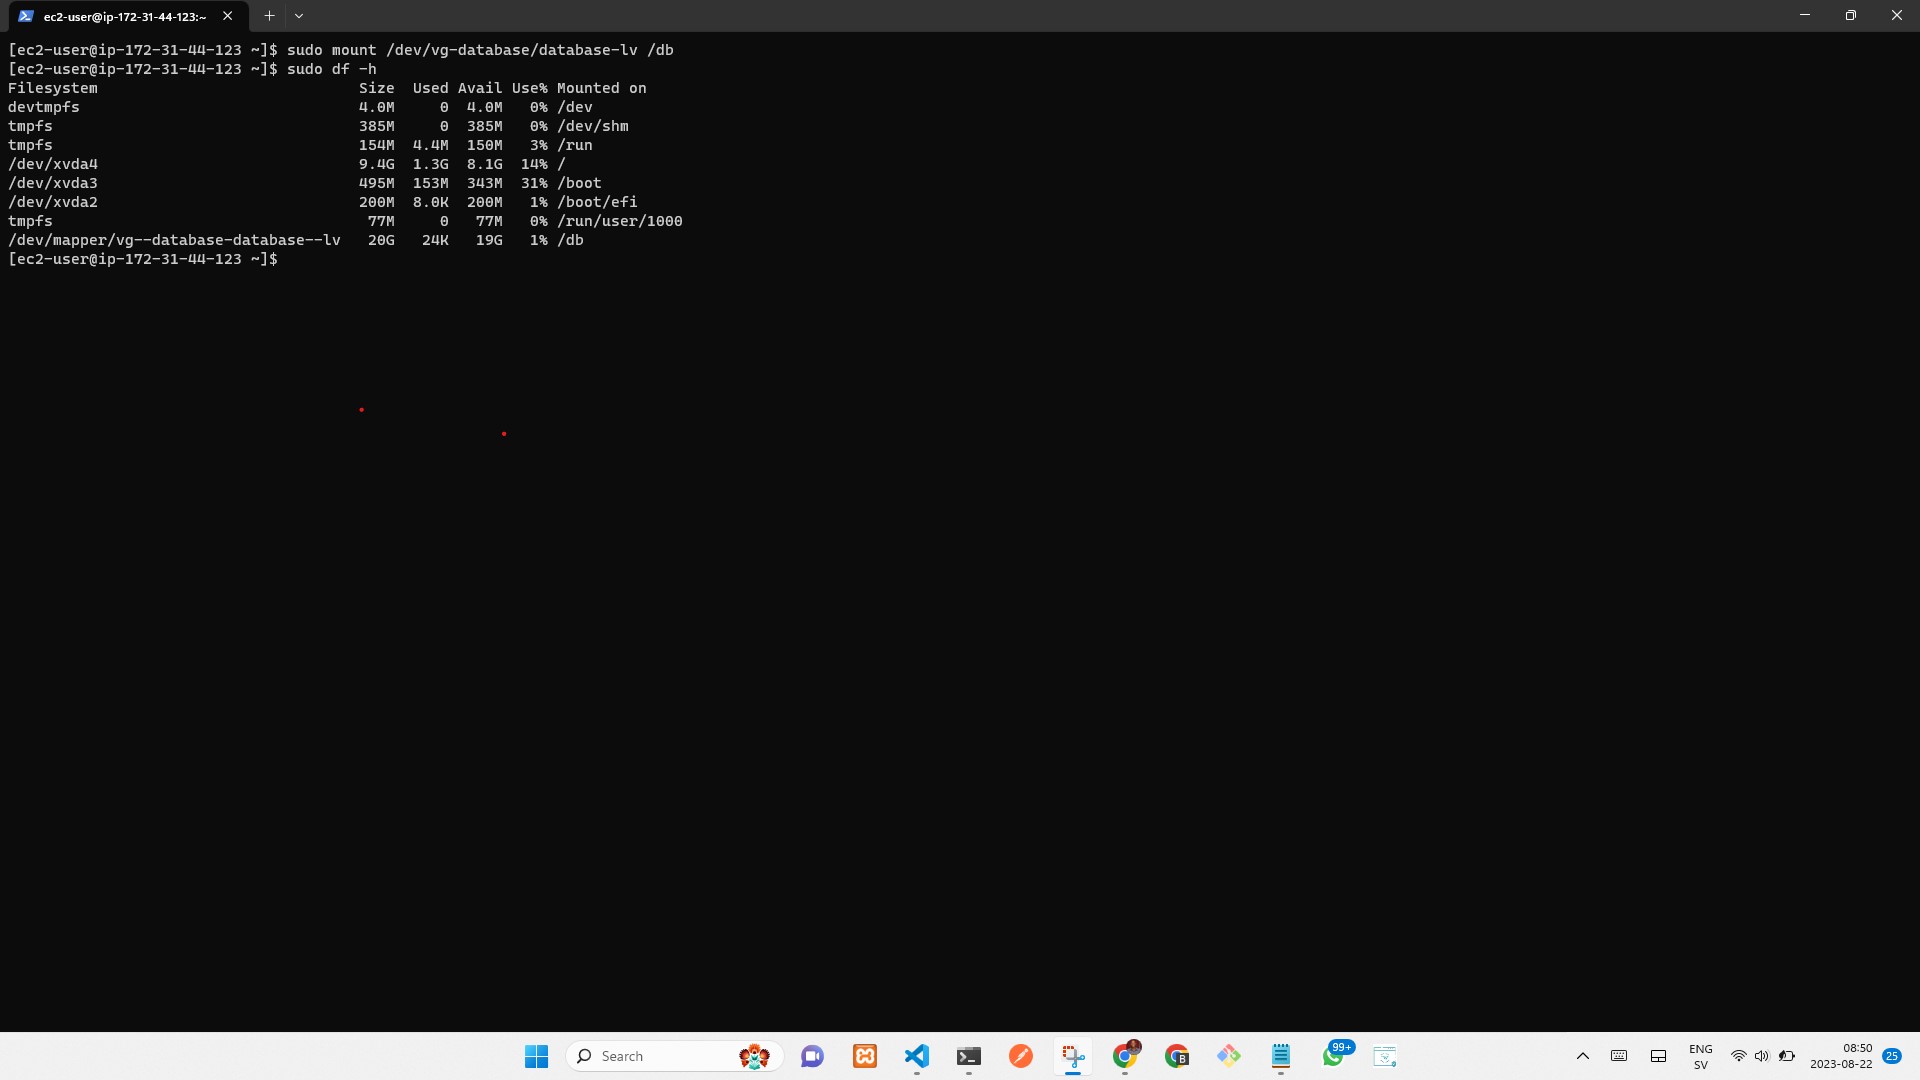 ec2-user@ip-172-31-44-123:~
[ec2-user@ip-172-31-44-123 ~]$ sudo mount /dev/vg-database/database-lv /db
[ec2-user@ip-172-31-44-123 ~]$ sudo df -h
Filesystem                             Size  Used Avail Use% Mounted on
devtmpfs                               4.0M     0  4.0M   0% /dev
tmpfs                                  385M     0  385M   0% /dev/shm
tmpfs                                  154M  4.4M  150M   3% /run
/dev/xvda4                             9.4G  1.3G  8.1G  14% /
/dev/xvda3                             495M  153M  343M  31% /boot
/dev/xvda2                             200M  8.0K  200M   1% /boot/efi
tmpfs                                   77M     0   77M   0% /run/user/1000
/dev/mapper/vg--database-database--lv   20G   24K   19G   1% /db
[ec2-user@ip-172-31-44-123 ~]$
Search
B
99+
ENG
SV
08:50
2023-08-22
25